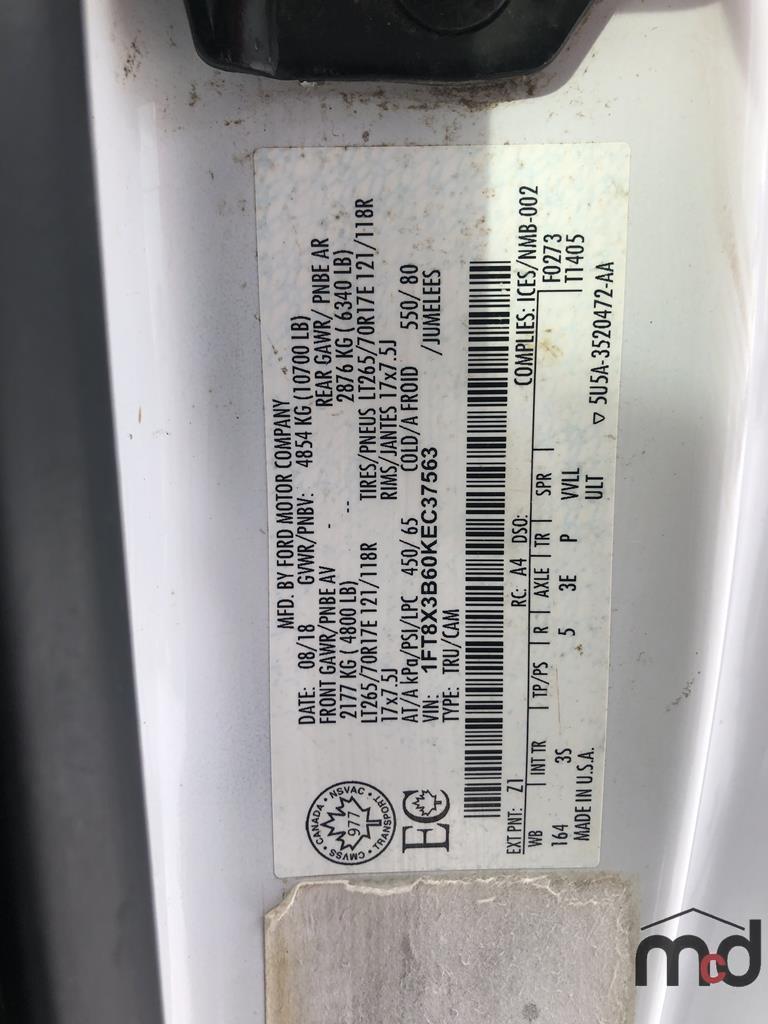 MFD. BY FORD MOTOR COMPANY
DATE: 08/18 GVWR/PNBV: 4854 KG (10700 LB)
FRONT GAWR/PNBE AV REAR GAWR/ PNBE AR
2177 KG ( 4800 LB) -- 2876 KG ( 6340 LB)
LT265/70R17E 121/118R TIRES/PNEUS LT265/70R17E 121/118R
17x7.5J RIMS/JANTES 17x7.5J
AT/A kPa/PSI/LPC 450/ 65 COLD/A FROID 550/ 80
VIN: 1FT8X3B60KEC37563 /JUMELEES
TYPE: TRU/CAM
CANADA • NSVAC • TRANSPORT • CMVSS •
977
EC
EXT PNT: Z1 RC: A4 DSO: COMPLIES: ICES/NMB-002
WB INT TR TP/PS R AXLE TR SPR F0273
164 3S 5 3E P VVLL T1405
ULT
MADE IN U.S.A. ▽ 5U5A-3520472-AA
mcd